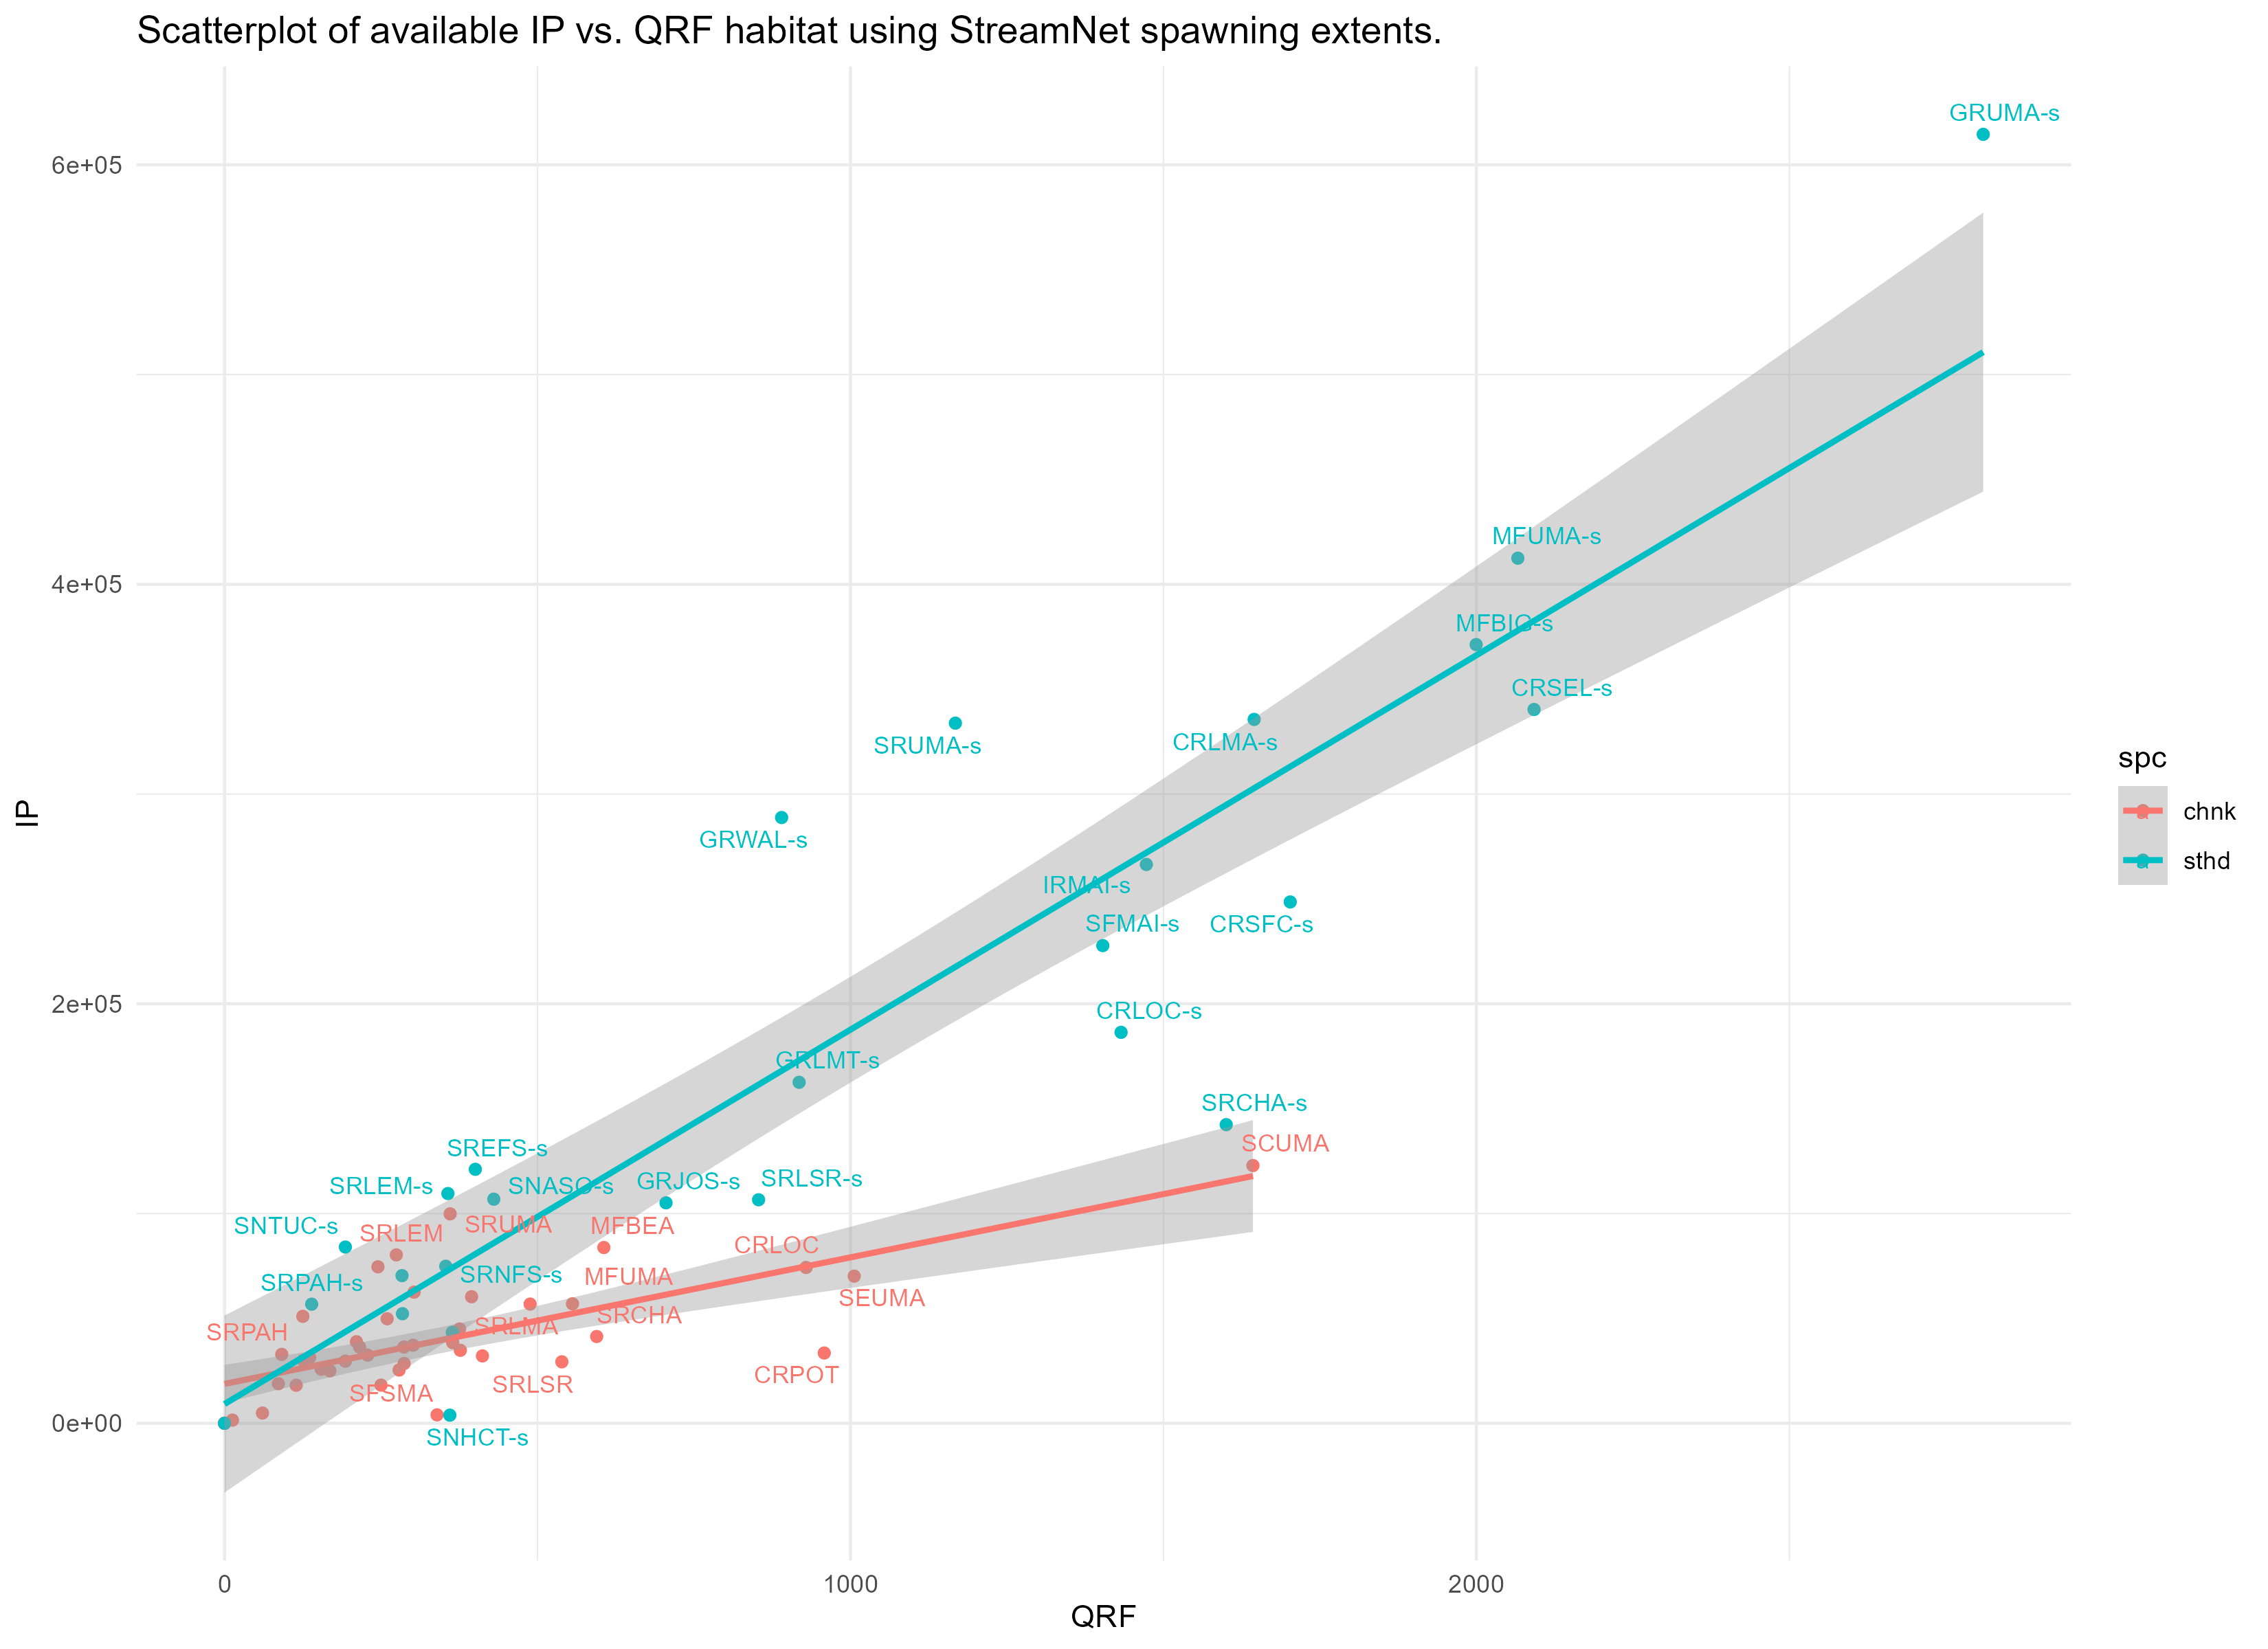 Scatterplot of available IP vs. QRF habitat using StreamNet spawning extents.
GRUMA-s
6e+05
MFUMA-s
4e+05
MFBIG-s
CRSEL-s
SRUMA-s
CRLMA-s
spc
chnk
sthd
IP
GRWAL-s
IRMAI-s
SFMAI-s
CRSFC-s
2e+05
CRLOC-s
GRLMT-s
SRCHA-s
SCUMA
SREFS-s
SRLEM-s
SNASO-s
GRJOS-s
SRLSR-s
SNTUC-s
SRLEM
SRUMA
MFBEA
CRLOC
SRPAH-s
SRNFS-s
MFUMA
SEUMA
SRPAH
SRLMA
SRCHA
CRPOT
SFSMA
SRLSR
0e+00
SNHCT-s
0
1000
2000
QRF